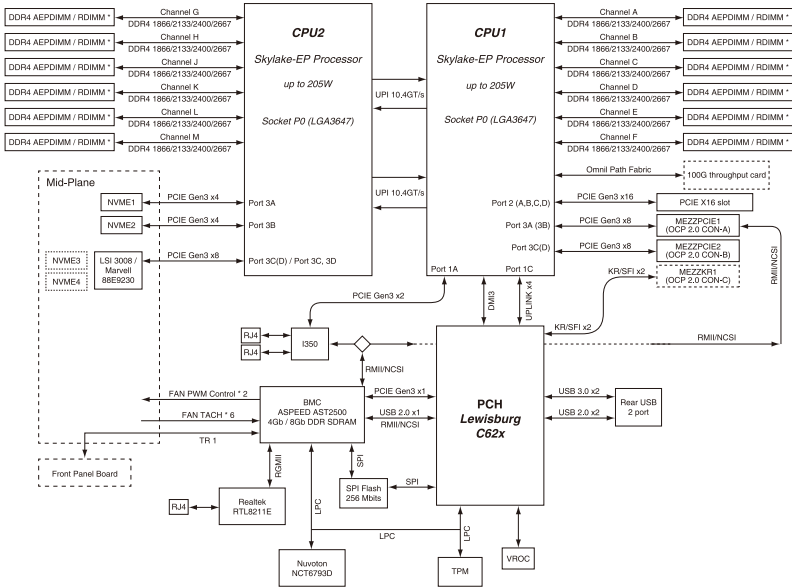 CPU2
Skylake-EP Processor
up to 205W
Socket P0 (LGA3647)
Port 3A
Port 3B
Port 3C(D) / Port 3C, 3D
CPU1
Skylake-EP Processor
up to 205W
Socket P0 (LGA3647)
Port 2 (A,B,C,D)
Port 3A (3B)
Port 3C(D)
Port 1A
Port 1C
DDR4 AEPDIMM / RDIMM *
Channel G
DDR4 1866/2133/2400/2667
DDR4 AEPDIMM / RDIMM *
Channel H
DDR4 1866/2133/2400/2667
DDR4 AEPDIMM / RDIMM *
Channel J
DDR4 1866/2133/2400/2667
DDR4 AEPDIMM / RDIMM *
Channel K
DDR4 1866/2133/2400/2667
DDR4 AEPDIMM / RDIMM *
Channel L
DDR4 1866/2133/2400/2667
DDR4 AEPDIMM / RDIMM *
Channel M
DDR4 1866/2133/2400/2667
UPI 10.4GT/s
UPI 10.4GT/s
Channel A
DDR4 1866/2133/2400/2667
DDR4 AEPDIMM / RDIMM *
Channel B
DDR4 1866/2133/2400/2667
DDR4 AEPDIMM / RDIMM *
Channel C
DDR4 1866/2133/2400/2667
DDR4 AEPDIMM / RDIMM *
Channel D
DDR4 1866/2133/2400/2667
DDR4 AEPDIMM / RDIMM *
Channel E
DDR4 1866/2133/2400/2667
DDR4 AEPDIMM / RDIMM *
Channel F
DDR4 1866/2133/2400/2667
DDR4 AEPDIMM / RDIMM *
Omnil Path Fabric
100G throughput card
PCIE Gen3 x16
PCIE X16 slot
PCIE Gen3 x8
MEZZPCIE1
(OCP 2.0 CON-A)
PCIE Gen3 x8
MEZZPCIE2
(OCP 2.0 CON-B)
KR/SFI x2
MEZZKR1
(OCP 2.0 CON-C)
RMII/NCSI
Mid-Plane
NVME1
PCIE Gen3 x4
NVME2
PCIE Gen3 x4
NVME3
NVME4
LSI 3008 /
Marvell
88E9230
PCIE Gen3 x8
PCIE Gen3 x2
DMI3
UPLINK x4
KR/SFI x2
RMII/NCSI
RJ4
RJ4
I350
RMII/NCSI
FAN PWM Control * 2
FAN TACH * 6
TR 1
Front Panel Board
BMC
ASPEED AST2500
4Gb / 8Gb DDR SDRAM
PCIE Gen3 x1
USB 2.0 x1
RMII/NCSI
PCH
Lewisburg
C62x
USB 3.0 x2
USB 2.0 x2
Rear USB
2 port
RGMII
LPC
SPI
SPI Flash
256 Mbits
SPI
RJ4
Realtek
RTL8211E
LPC
LPC
Nuvoton
NCT6793D
TPM
VROC